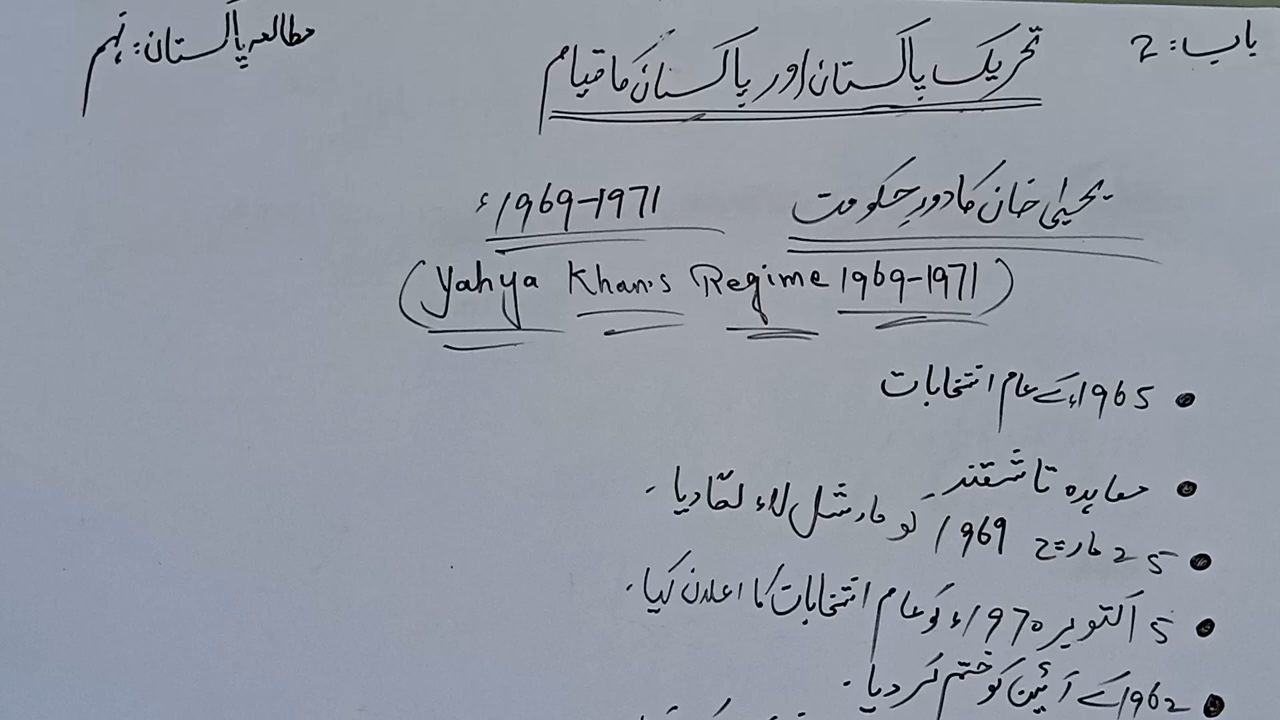 باب: 2
تحریک پاکستان اور پاکستان کا قیام
مطالعہ پاکستان: نہم
یحییٰ خان کا دورِ حکومت 1969-1971ء
(Yahya Khan's Regime 1969-1971)
• 1965ء کے عام انتخابات
• معاہدہ تاشقند
• 25 مارچ 1969 کو مارشل لاء لگا دیا۔
• 5 اکتوبر 1970ء کو عام انتخابات کا اعلان کیا۔
• 1962 کے آئین کو ختم کر دیا۔